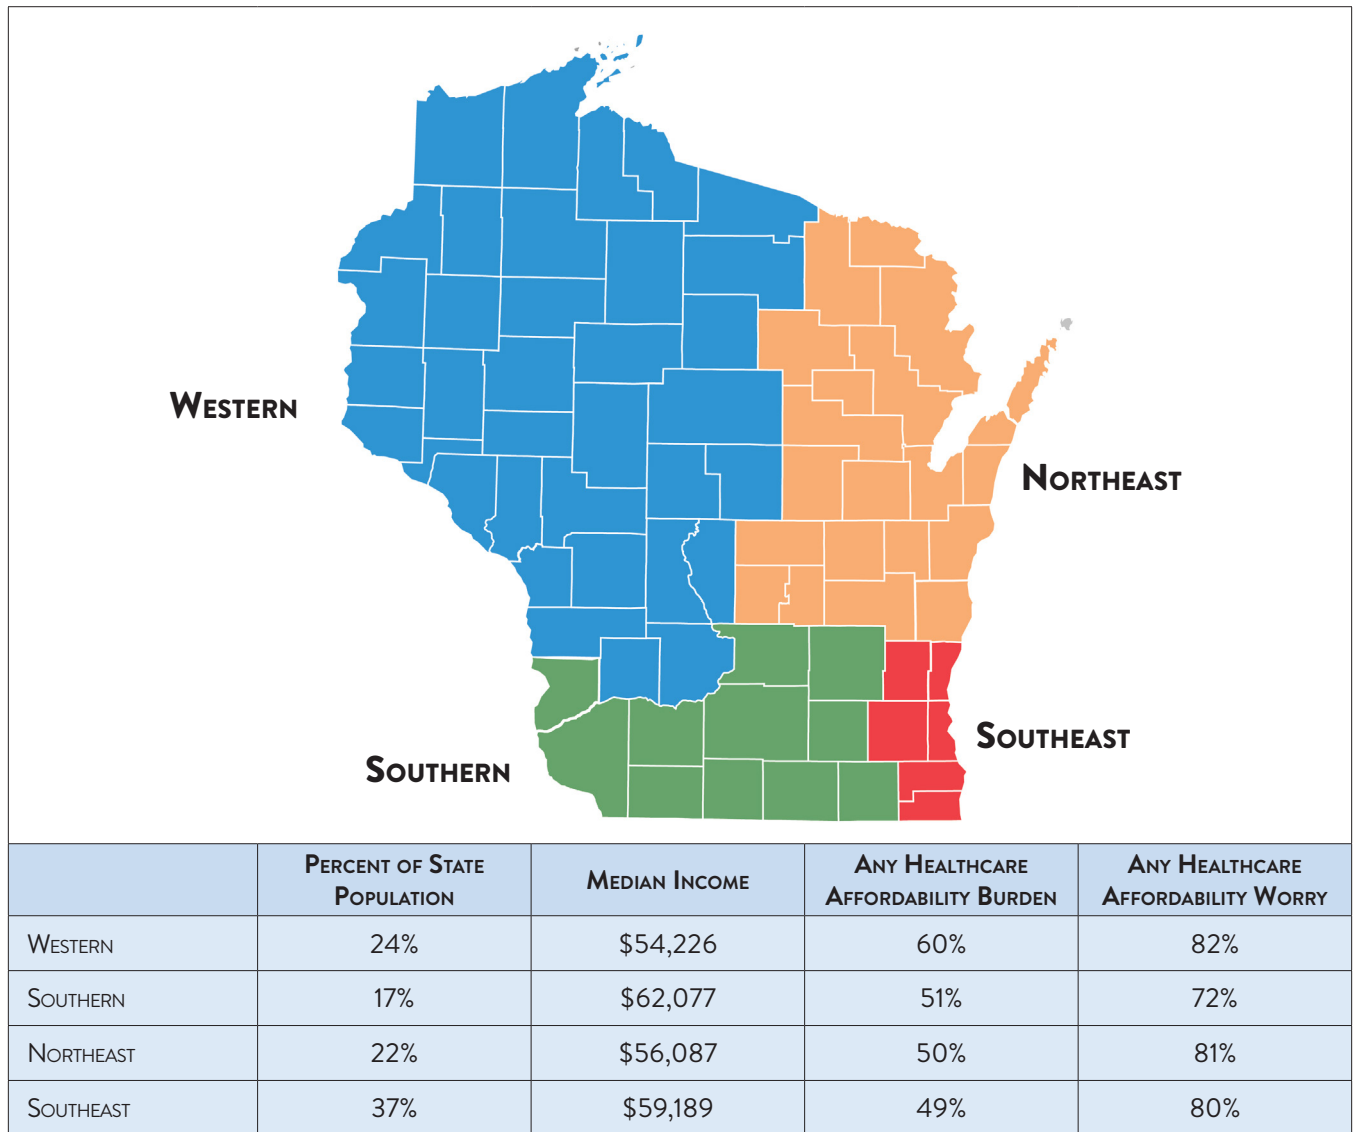 Western
Northeast
Southeast
Southern
Percent of State
Population
Median Income
Any Healthcare
Affordability Burden
Any Healthcare
Affordability Worry
Western 24% $54,226 60% 82%
Southern 17% $62,077 51% 72%
Northeast 22% $56,087 50% 81%
Southeast 37% $59,189 49% 80%